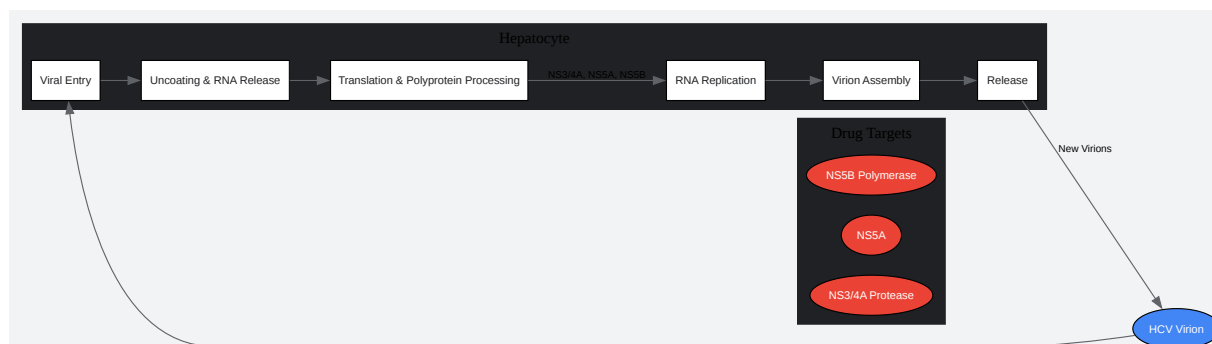 Hepatocyte
Viral Entry
Uncoating & RNA Release
Translation & Polyprotein Processing
NS3/4A, NS5A, NS5B
RNA Replication
Virion Assembly
Release
Drug Targets
New Virions
NS5B Polymerase
NS5A
NS3/4A Protease
HCV Virion